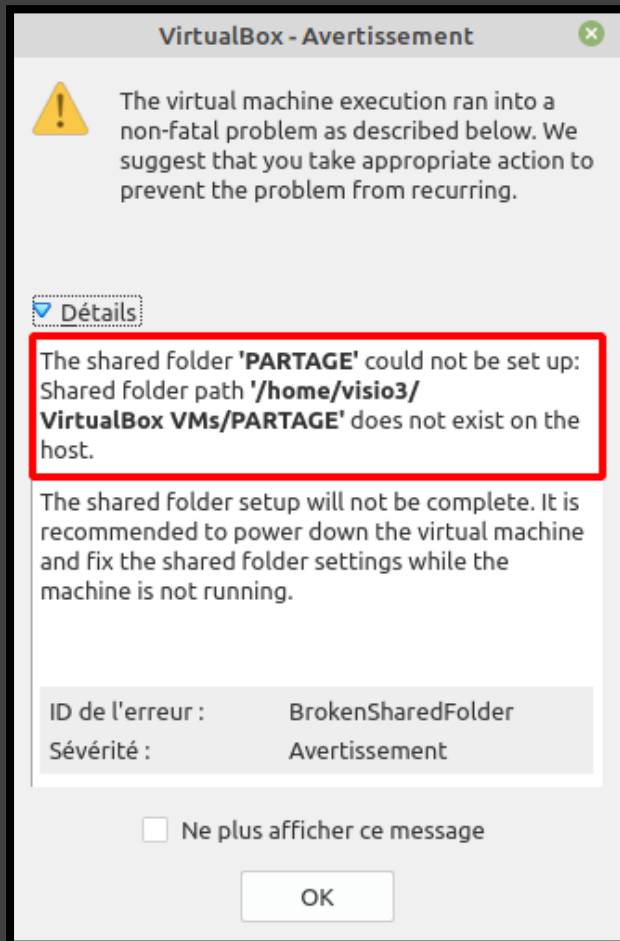 VirtualBox - Avertissement
The virtual machine execution ran into a
non-fatal problem as described below. We
suggest that you take appropriate action to
prevent the problem from recurring.
Détails
The shared folder 'PARTAGE' could not be set up:
Shared folder path '/home/visio3/
VirtualBox VMs/PARTAGE' does not exist on the
host.
The shared folder setup will not be complete. It is
recommended to power down the virtual machine
and fix the shared folder settings while the
machine is not running.
ID de l'erreur : BrokenSharedFolder
Sévérité : Avertissement
Ne plus afficher ce message
OK